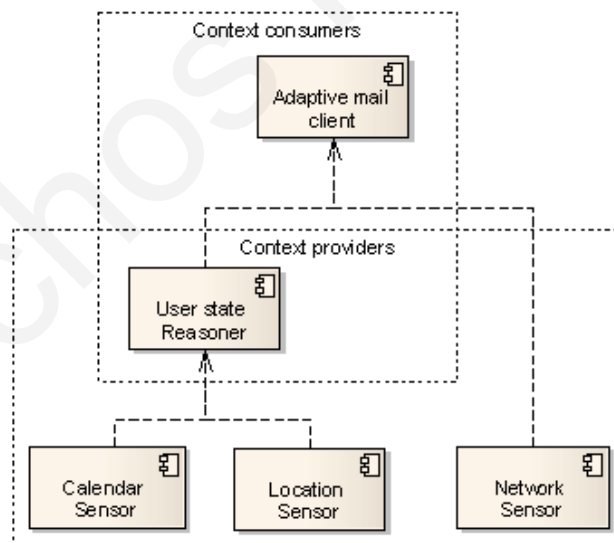 Context consumers
Adaptive mail
client
Context providers
User state
Reasoner
Calendar
Sensor
Location
Sensor
Network
Sensor